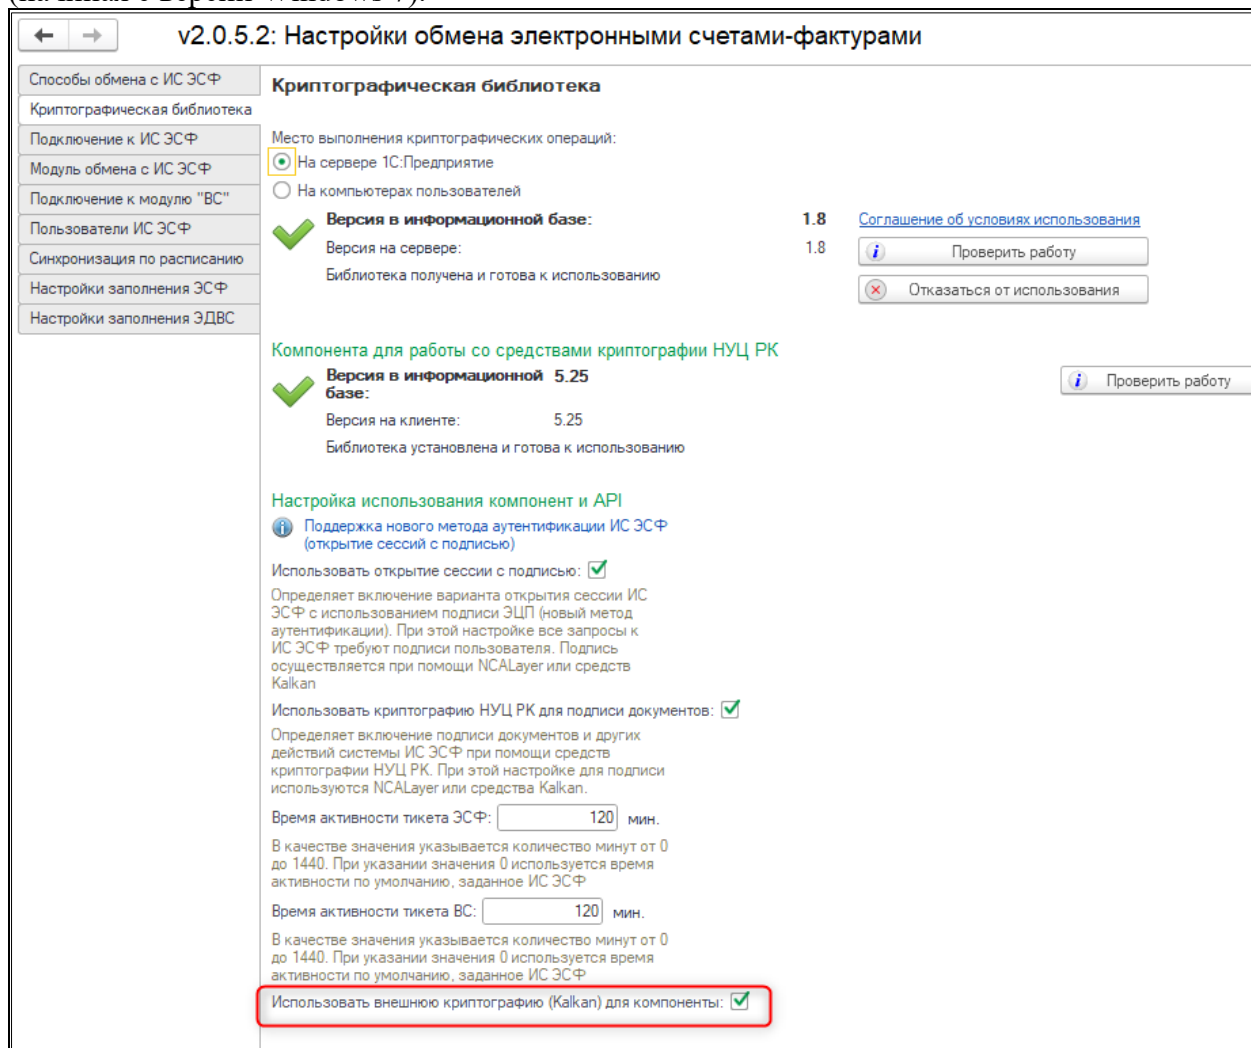 v2.0.5.2: Настройки обмена электронными счетами-фактурами
Способы обмена с ИС ЭСФ
Криптографическая библиотека
Подключение к ИС ЭСФ
Модуль обмена с ИС ЭСФ
Подключение к модулю "ВС"
Пользователи ИС ЭСФ
Синхронизация по расписанию
Настройки заполнения ЭСФ
Настройки заполнения ЭДВС
Криптографическая библиотека
Место выполнения криптографических операций:
На сервере 1С:Предприятие
На компьютерах пользователей
Версия в информационной базе: 1.8 Соглашение об условиях использования
Версия на сервере: 1.8 Проверить работу
Библиотека получена и готова к использованию
Отказаться от использования
Компонента для работы со средствами криптографии НУЦ РК
Версия в информационной базе: 5.25
Проверить работу
Версия на клиенте: 5.25
Библиотека установлена и готова к использованию
Настройка использования компонент и API
Поддержка нового метода аутентификации ИС ЭСФ
(открытие сессий с подписью)
Использовать открытие сессии с подписью:
Определяет включение варианта открытия сессии ИС
ЭСФ с использованием подписи ЭЦП (новый метод
аутентификации). При этой настройке все запросы к
ИС ЭСФ требуют подписи пользователя. Подпись
осуществляется при помощи NCALayer или средств
Kalkan
Использовать криптографию НУЦ РК для подписи документов:
Определяет включение подписи документов и других
действий системы ИС ЭСФ при помощи средств
криптографии НУЦ РК. При этой настройке для подписи
используются NCALayer или средства Kalkan.
Время активности тикета ЭСФ: 120 мин.
В качестве значения указывается количество минут от 0
до 1440. При указании значения 0 используется время
активности по умолчанию, заданное ИС ЭСФ
Время активности тикета ВС: 120 мин.
В качестве значения указывается количество минут от 0
до 1440. При указании значения 0 используется время
активности по умолчанию, заданное ИС ЭСФ
Использовать внешнюю криптографию (Kalkan) для компоненты: